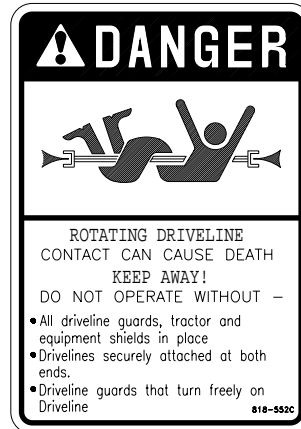 DANGER
ROTATING DRIVELINE
CONTACT CAN CAUSE DEATH
KEEP AWAY!
DO NOT OPERATE WITHOUT –
• All driveline guards, tractor and
equipment shields in place
• Drivelines securely attached at both
ends.
• Driveline guards that turn freely on
Driveline
818-552C